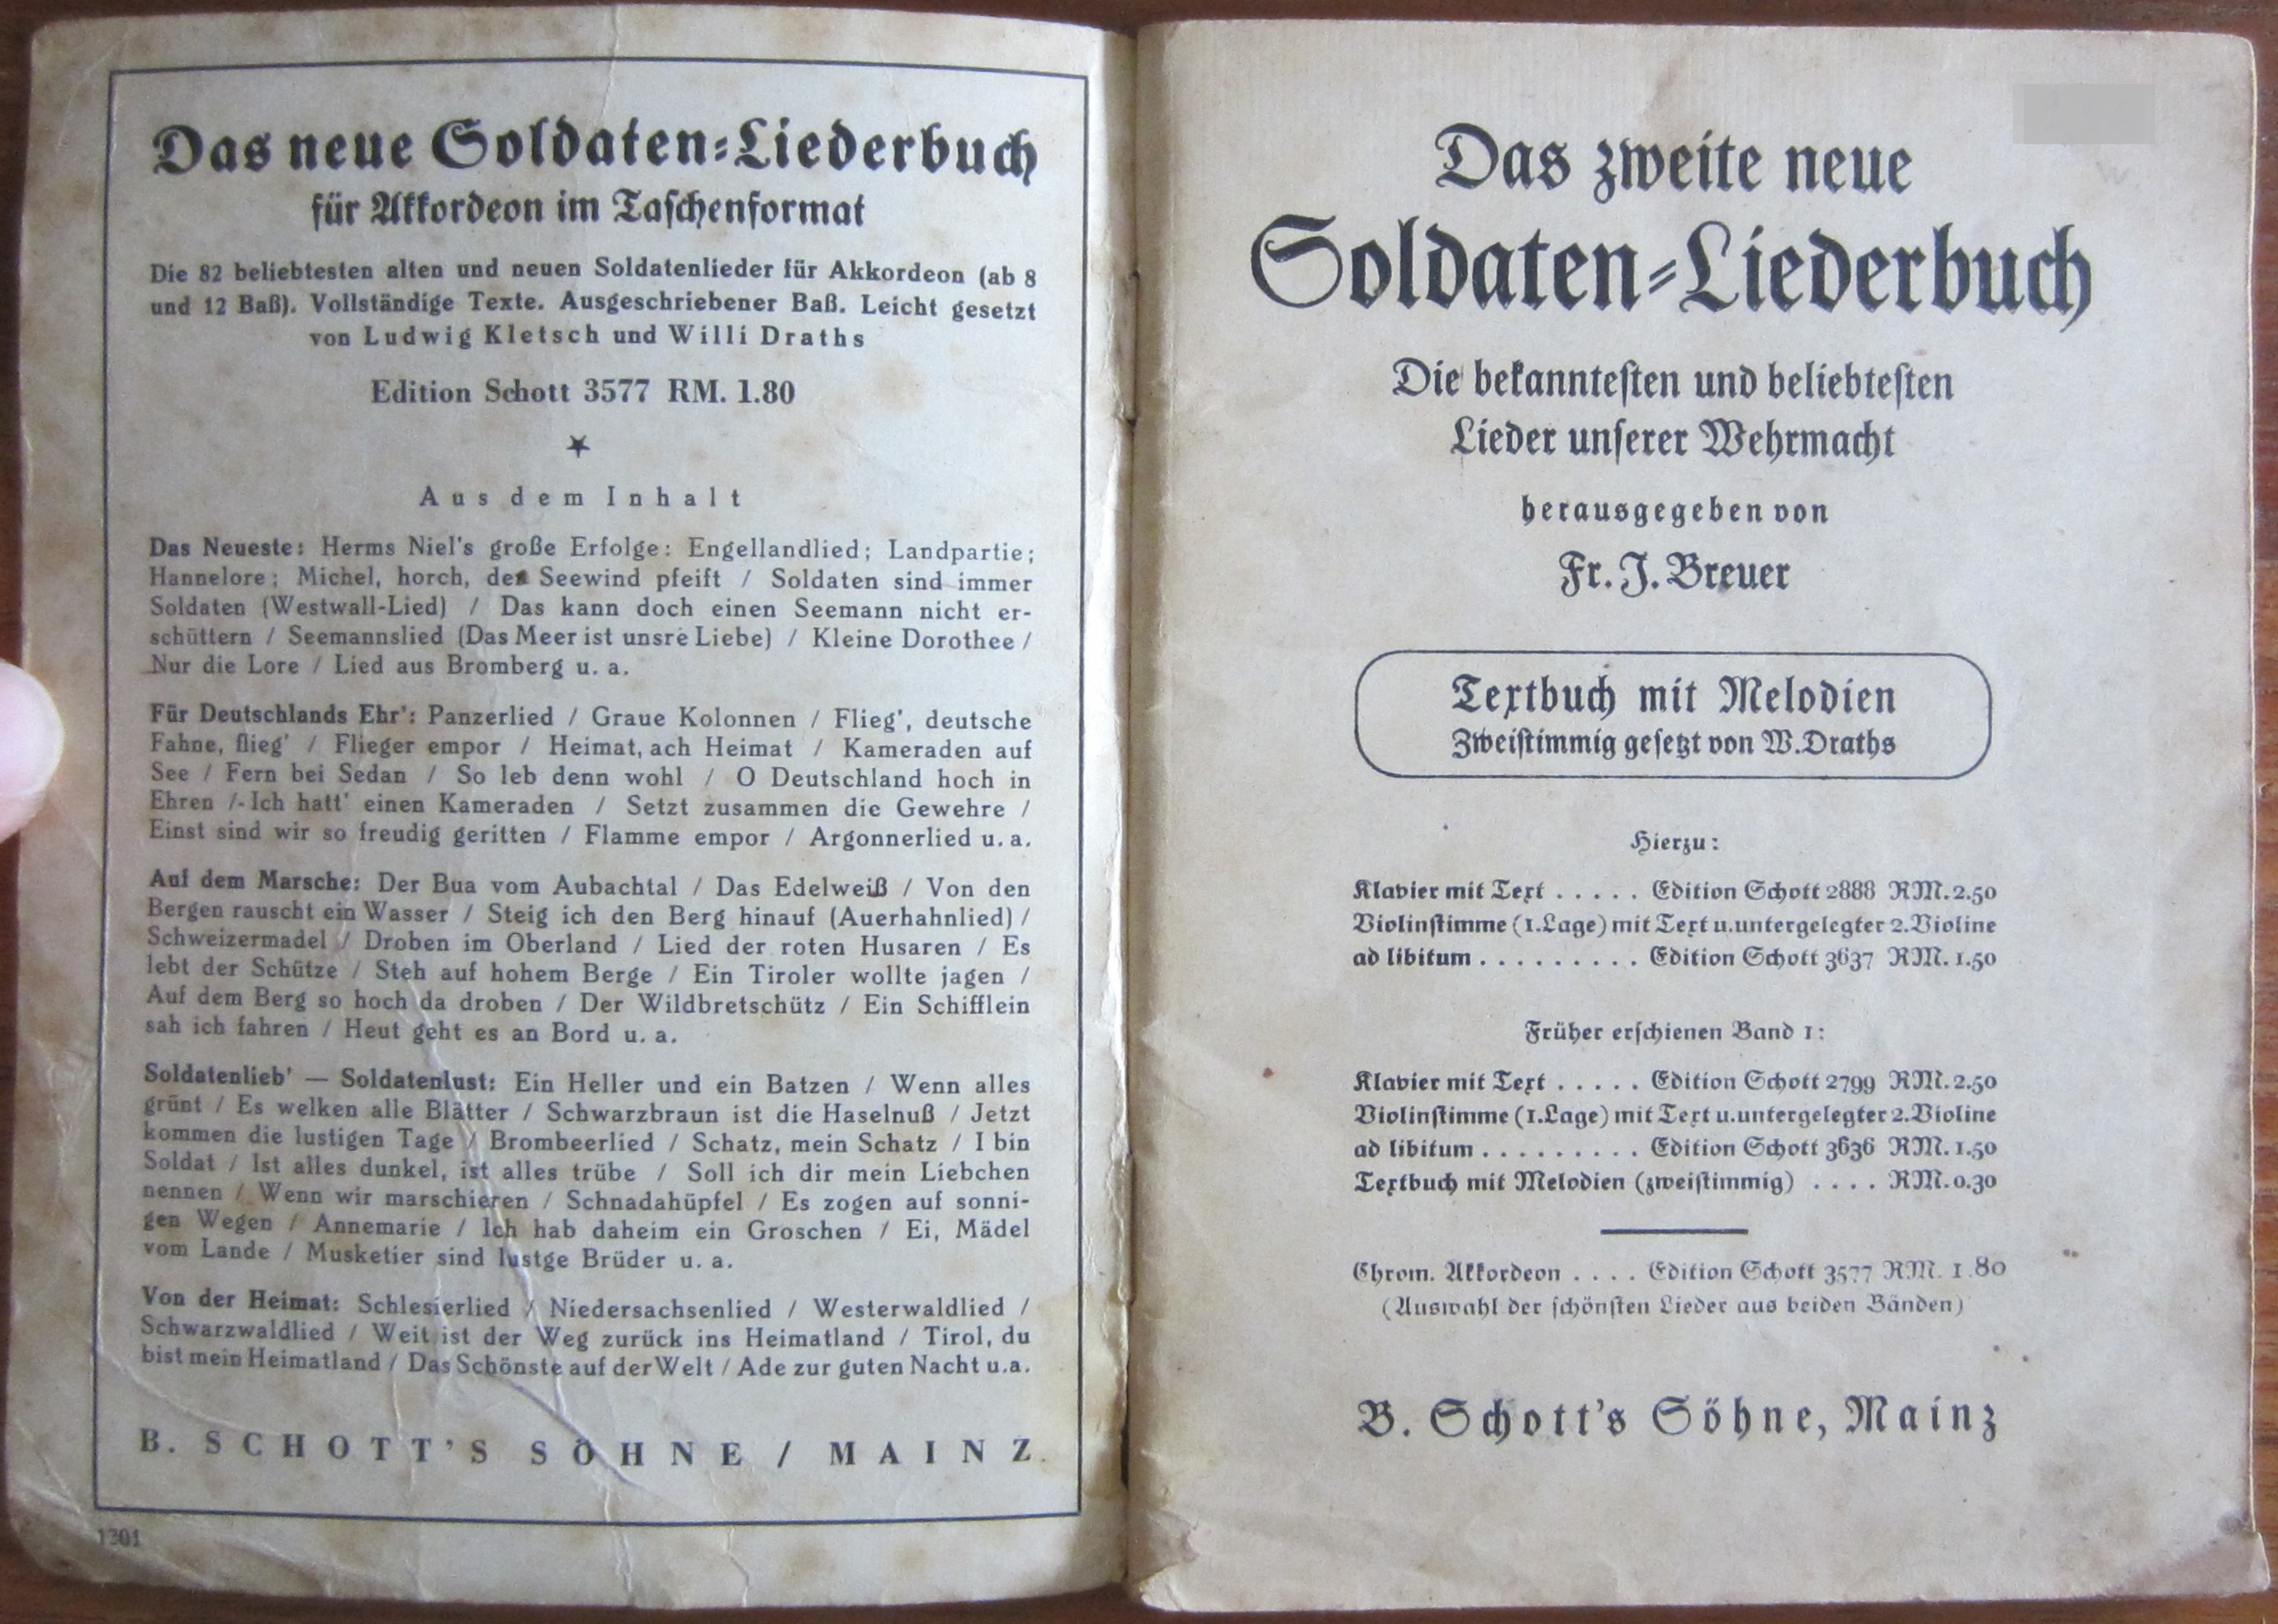 Das neue Soldaten=Liederbuch
für Akkordeon im Taschenformat
Die 82 beliebtesten alten und neuen Soldatenlieder für Akkordeon (ab 8
und 12 Baß). Vollständige Texte. Ausgeschriebener Baß. Leicht gesetzt
von Ludwig Kletsch und Willi Draths
Edition Schott 3577 RM. 1.80
Aus dem Inhalt
Das Neueste: Herms Niel's große Erfolge: Engellandlied; Landpartie;
Hannelore; Michel, horch, der Seewind pfeift / Soldaten sind immer
Soldaten (Westwall-Lied) / Das kann doch einen Seemann nicht er-
schüttern / Seemannslied (Das Meer ist unsre Liebe) / Kleine Dorothee /
Nur die Lore / Lied aus Bromberg u. a.
Für Deutschlands Ehr': Panzerlied / Graue Kolonnen / Flieg', deutsche
Fahne, flieg' / Flieger empor / Heimat, ach Heimat / Kameraden auf
See / Fern bei Sedan / So leb denn wohl / O Deutschland hoch in
Ehren / Ich hatt' einen Kameraden / Setzt zusammen die Gewehre /
Einst sind wir so freudig geritten / Flamme empor / Argonnerlied u. a.
Auf dem Marsche: Der Bua vom Aubachtal / Das Edelweiß / Von den
Bergen rauscht ein Wasser / Steig ich den Berg hinauf (Auerhahnlied) /
Schweizermadel / Droben im Oberland / Lied der roten Husaren / Es
lebt der Schütze / Steh auf hohem Berge / Ein Tiroler wollte jagen /
Auf dem Berg so hoch da droben / Der Wildbretschütz / Ein Schifflein
sah ich fahren / Heut geht es an Bord u. a.
Soldatenlieb' — Soldatenlust: Ein Heller und ein Batzen / Wenn alles
grünt / Es welken alle Blätter / Schwarzbraun ist die Haselnuß / Jetzt
kommen die lustigen Tage / Brombeerlied / Schatz, mein Schatz / I bin
Soldat / Ist alles dunkel, ist alles trübe / Soll ich dir mein Liebchen
nennen / Wenn wir marschieren / Schnadahüpfel / Es zogen auf sonni-
gen Wegen / Annemarie / Ich hab daheim ein Groschen / Ei, Mädel
vom Lande / Musketier sind lustge Brüder u. a.
Von der Heimat: Schlesierlied / Niedersachsenlied / Westerwaldlied /
Schwarzwaldlied / Weit ist der Weg zurück ins Heimatland / Tirol, du
bist mein Heimatland / Das Schönste auf der Welt / Ade zur guten Nacht u.a.
B. SCHOTT'S SÖHNE / MAINZ
1201
Das zweite neue
Soldaten=Liederbuch
Die bekanntesten und beliebtesten
Lieder unserer Wehrmacht
herausgegeben von
Fr. J. Breuer
Textbuch mit Melodien
Zweistimmig gesetzt von W. Draths
Hierzu:
Klavier mit Text . . . . . Edition Schott 2888 RM. 2.50
Violinstimme (1. Lage) mit Text u. untergelegter 2. Violine
ad libitum . . . . . . . . . Edition Schott 3637 RM. 1.50
Früher erschienen Band 1:
Klavier mit Text . . . . . Edition Schott 2799 RM. 2.50
Violinstimme (1. Lage) mit Text u. untergelegter 2. Violine
ad libitum . . . . . . . . . Edition Schott 3636 RM. 1.50
Textbuch mit Melodien (zweistimmig) . . . . RM. 0.30
Chrom. Akkordeon . . . . Edition Schott 3577 RM. 1.80
(Auswahl der schönsten Lieder aus beiden Bänden)
B. Schott's Söhne, Mainz